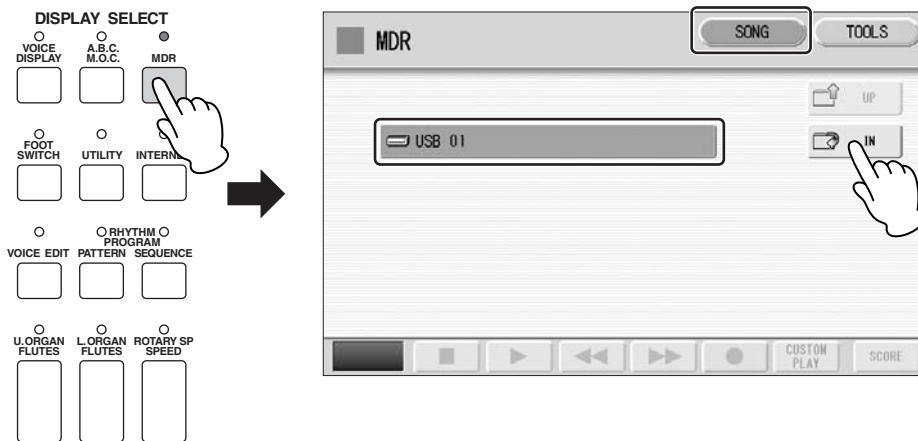 DISPLAY SELECT
VOICE DISPLAY
A.B.C. M.O.C.
MDR
FOOT SWITCH
UTILITY
VOICE EDIT
RHYTHM PROGRAM
PATTERN
SEQUENCE
U.ORGAN FLUTES
L.ORGAN FLUTES
ROTARY SP SPEED
MDR
SONG
TOOLS
UP
USB 01
IN
CUSTOM PLAY
SCORE